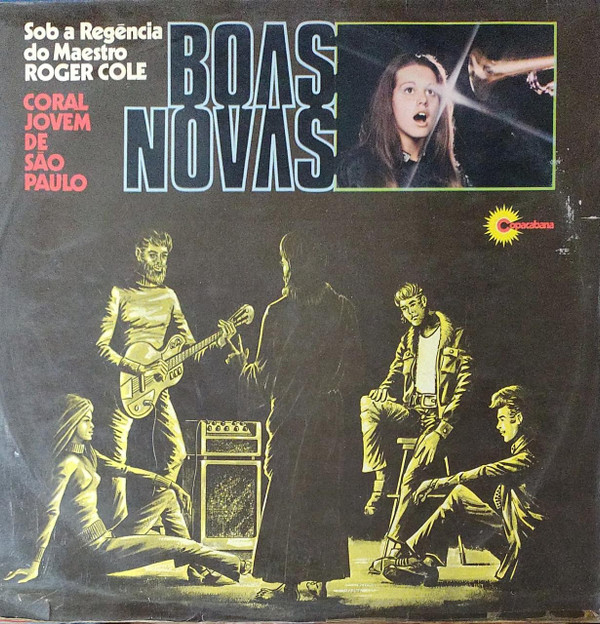 Sob a Regência
do Maestro
ROGER COLE
CORAL
JOVEM
DE
SÃO
PAULO
BOAS
NOVAS
Copacabana